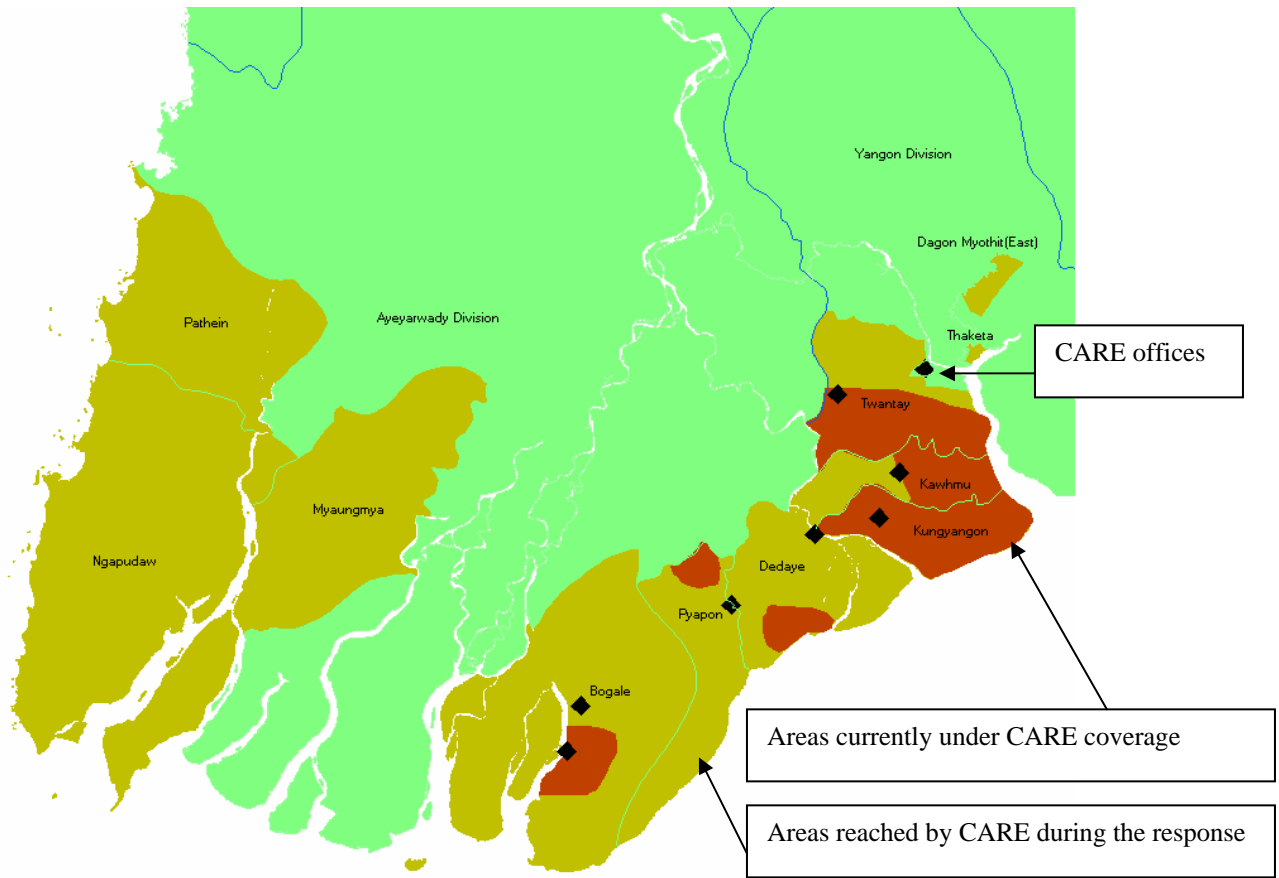 Yangon Division
Dagon Myothit(East)
Pathein
Ayeyarwady Division
Thaketa
CARE offices
Twantay
Kawhmu
Myaungmya
Kungyangon
Ngapudaw
Dedaye
Pyapon
Bogale
Areas currently under CARE coverage
Areas reached by CARE during the response